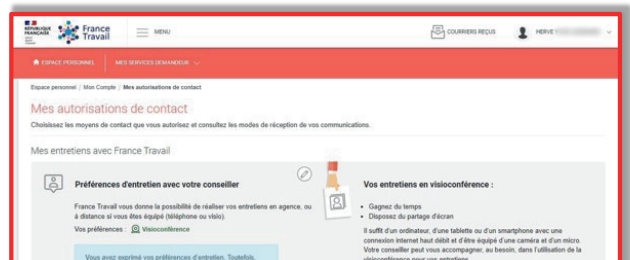 RÉPUBLIQUE
FRANÇAISE
France
Travail
MENU
COURRIERS REÇUS
HERVE
ESPACE PERSONNEL
MES SERVICES DEMANDEUR
Espace personnel / Mon Compte / Mes autorisations de contact
Mes autorisations de contact
Choisissez les moyens de contact que vous autorisez et consultez les modes de réception de vos communications.
Mes entretiens avec France Travail
Préférences d'entretien avec votre conseiller
France Travail vous donne la possibilité de réaliser vos entretiens en agence, ou
à distance si vous êtes équipé (téléphone ou visio).
Vos préférences : Visioconférence
Vous avez exprimé vos préférences d'entretien. Toutefois,
Vos entretiens en visioconférence :
• Gagnez du temps
• Disposez du partage d'écran
Il suffit d'un ordinateur, d'une tablette ou d'un smartphone avec une
connexion internet haut débit et d'être équipé d'une caméra et d'un micro.
Votre conseiller peut vous accompagner, au besoin, dans l'utilisation de la
visioconférence pour vos entretiens.